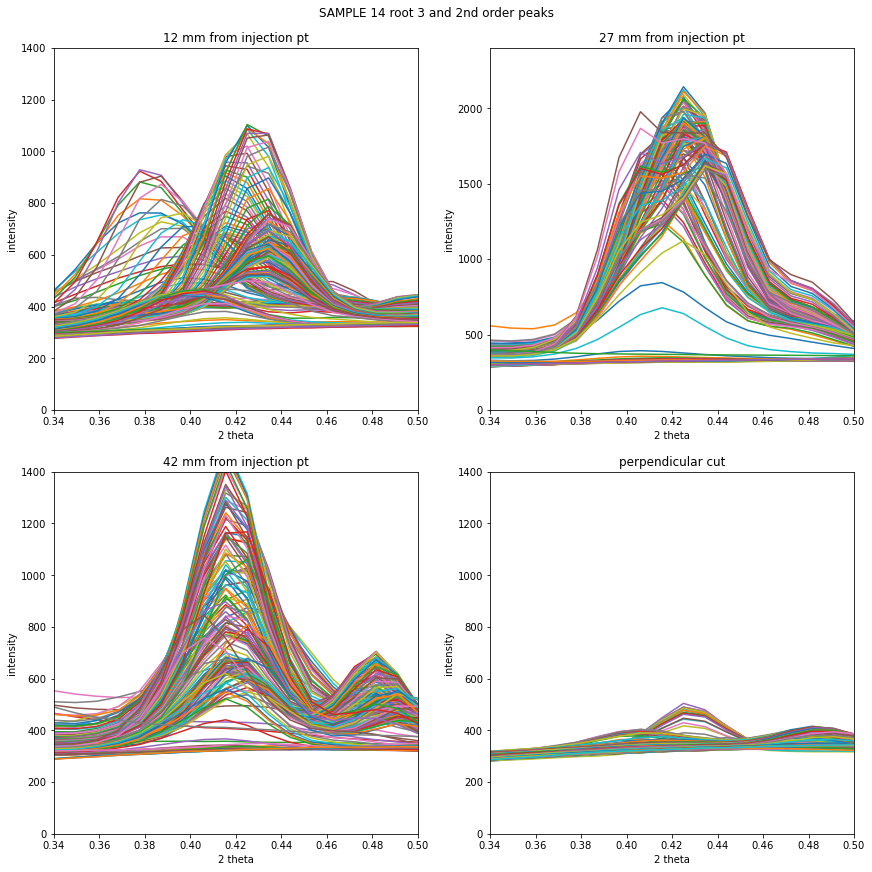 SAMPLE 14 root 3 and 2nd order peaks
12 mm from injection pt
1400
1200
1000
800
600
400
200
0
intensity
0.34 0.36 0.38 0.40 0.42 0.44 0.46 0.48 0.50
2 theta
27 mm from injection pt
2000
1500
1000
500
0
intensity
0.34 0.36 0.38 0.40 0.42 0.44 0.46 0.48 0.50
2 theta
42 mm from injection pt
1400
1200
1000
800
600
400
200
0
intensity
0.34 0.36 0.38 0.40 0.42 0.44 0.46 0.48 0.50
2 theta
perpendicular cut
1400
1200
1000
800
600
400
200
0
intensity
0.34 0.36 0.38 0.40 0.42 0.44 0.46 0.48 0.50
2 theta